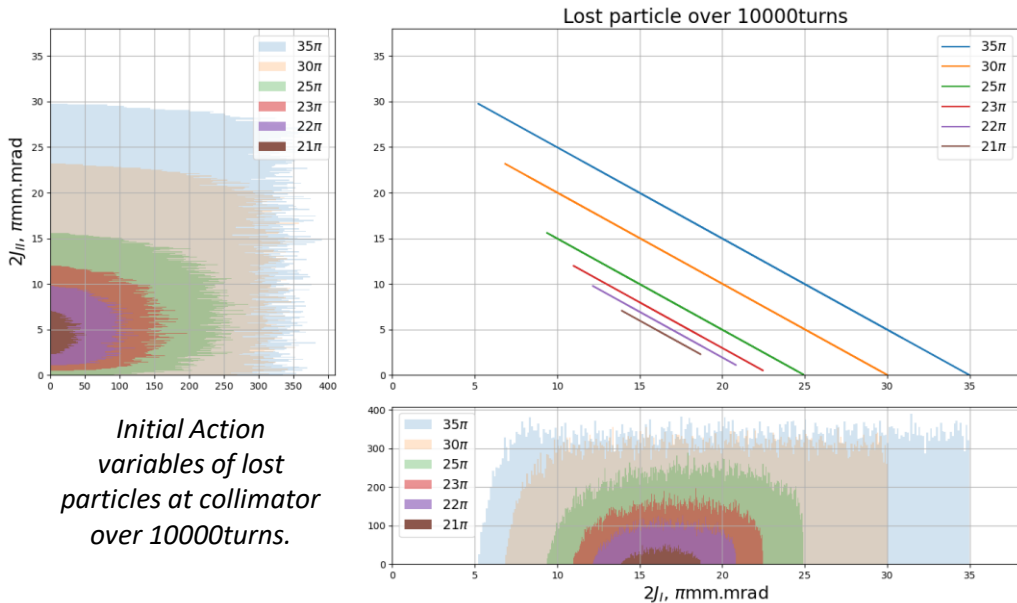 Lost particle over 10000turns
35π
30π
25π
23π
22π
21π
35
30
25
20
15
10
5
0
2J_II, πmm.mrad
0 50 100 150 200 250 300 350 400
35π
30π
25π
23π
22π
21π
35
30
25
20
15
10
5
0
0 5 10 15 20 25 30 35
Initial Action
variables of lost
particles at collimator
over 10000turns.
35π
30π
25π
23π
22π
21π
400
300
200
100
0
0 5 10 15 20 25 30 35
2J_I, πmm.mrad